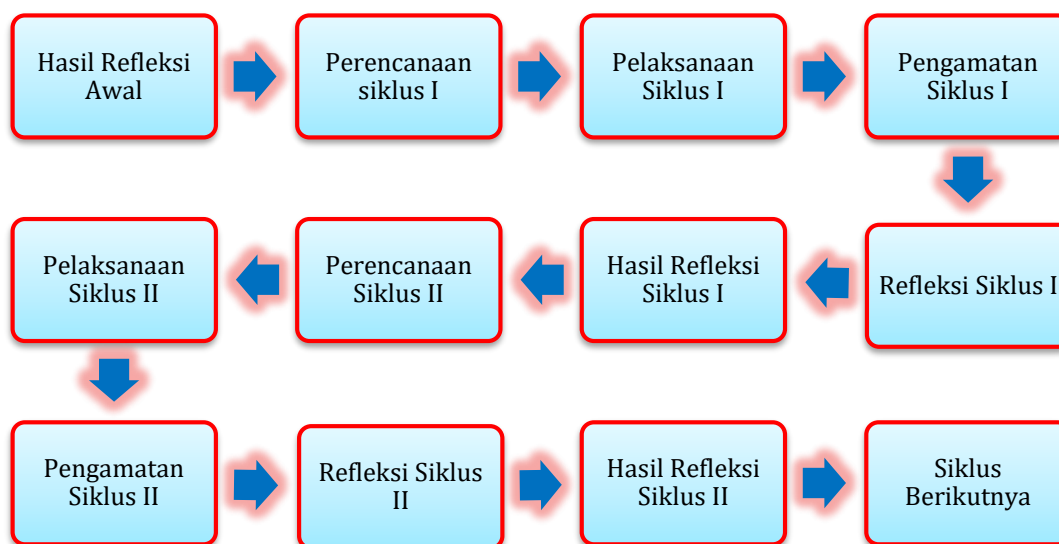 Hasil Refleksi
Awal
Perencanaan
siklus I
Pelaksanaan
Siklus I
Pengamatan
Siklus I
Refleksi Siklus I
Hasil Refleksi
Siklus I
Perencanaan
Siklus II
Pelaksanaan
Siklus II
Pengamatan
Siklus II
Refleksi Siklus
II
Hasil Refleksi
Siklus II
Siklus
Berikutnya